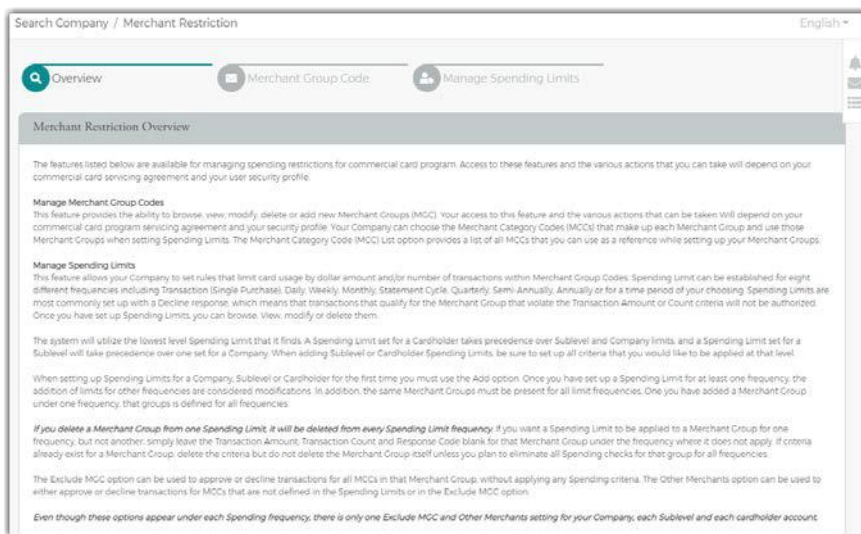 Search Company / Merchant Restriction
English
Overview
Merchant Group Code
Manage Spending Limits
Merchant Restriction Overview
The features listed below are available for managing spending restrictions for commercial card program. Access to these features and the various actions that you can take will depend on your
commercial card servicing agreement and your user security profile.
Manage Merchant Group Codes
This feature provides the ability to browse, view, modify, delete or add new Merchant Groups (MGC). Your access to this feature and the various actions that can be taken Will depend on your
commercial card program servicing agreement and your security profile. Your Company can choose the Merchant Category Codes (MCCs) that make up each Merchant Group and use those
Merchant Groups when setting Spending Limits. The Merchant Category Code (MCC) List option provides a list of all MCCs that you can use as a reference while setting up your Merchant Groups.
Manage Spending Limits
This feature allows your Company to set rules that limit card usage by dollar amount and/or number of transactions within Merchant Group Codes. Spending Limit can be established for eight
different frequencies including Transaction (Single Purchase), Daily, Weekly, Monthly, Statement Cycle, Quarterly, Semi-Annually, Annually or for a time period of your choosing. Spending Limits are
most commonly set up with a Decline response, which means that transactions that qualify for the Merchant Group that violate the Transaction Amount or Count criteria will not be authorized.
Once you have set up Spending Limits, you can browse, View, modify or delete them.
The system will utilize the lowest level Spending Limit that it finds. A Spending Limit set for a Cardholder takes precedence over Sublevel and Company limits, and a Spending Limit set for a
Sublevel will take precedence over one set for a Company. When adding Sublevel or Cardholder Spending Limits, be sure to set up all criteria that you would like to be applied at that level.
When setting up Spending Limits for a Company, Sublevel or Cardholder for the first time you must use the Add option. Once you have set up a Spending Limit for at least one frequency, the
addition of limits for other frequencies are considered modifications. In addition, the same Merchant Groups must be present for all limit frequencies. One you have added a Merchant Group
under one frequency, that groups is defined for all frequencies.
If you delete a Merchant Group from one Spending Limit, it will be deleted from every Spending Limit frequency. If you want a Spending Limit to be applied to a Merchant Group for one
frequency, but not another, simply leave the Transaction Amount, Transaction Count and Response Code blank for that Merchant Group under the frequency where it does not apply. If criteria
already exist for a Merchant Group, delete the criteria but do not delete the Merchant Group itself unless you plan to eliminate all Spending checks for that group for all frequencies.
The Exclude MGC option can be used to approve or decline transactions for all MCCs in that Merchant Group, without applying any Spending criteria. The Other Merchants option can be used to
either approve or decline transactions for MCCs that are not defined in the Spending Limits or in the Exclude MGC option.
Even though these options appear under each Spending frequency, there is only one Exclude MGC and Other Merchants setting for your Company, each Sublevel and each cardholder account.